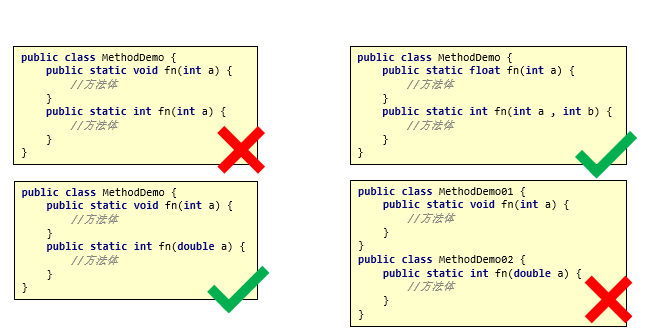 public class MethodDemo {
    public static void fn(int a) {
        //方法体
    }
    public static int fn(int a) {
        //方法体
    }
}
public class MethodDemo {
    public static float fn(int a) {
        //方法体
    }
    public static int fn(int a , int b) {
        //方法体
    }
}
public class MethodDemo {
    public static void fn(int a) {
        //方法体
    }
    public static int fn(double a) {
        //方法体
    }
}
public class MethodDemo01 {
    public static void fn(int a) {
        //方法体
    }
}
public class MethodDemo02 {
    public static int fn(double a) {
        //方法体
    }
}